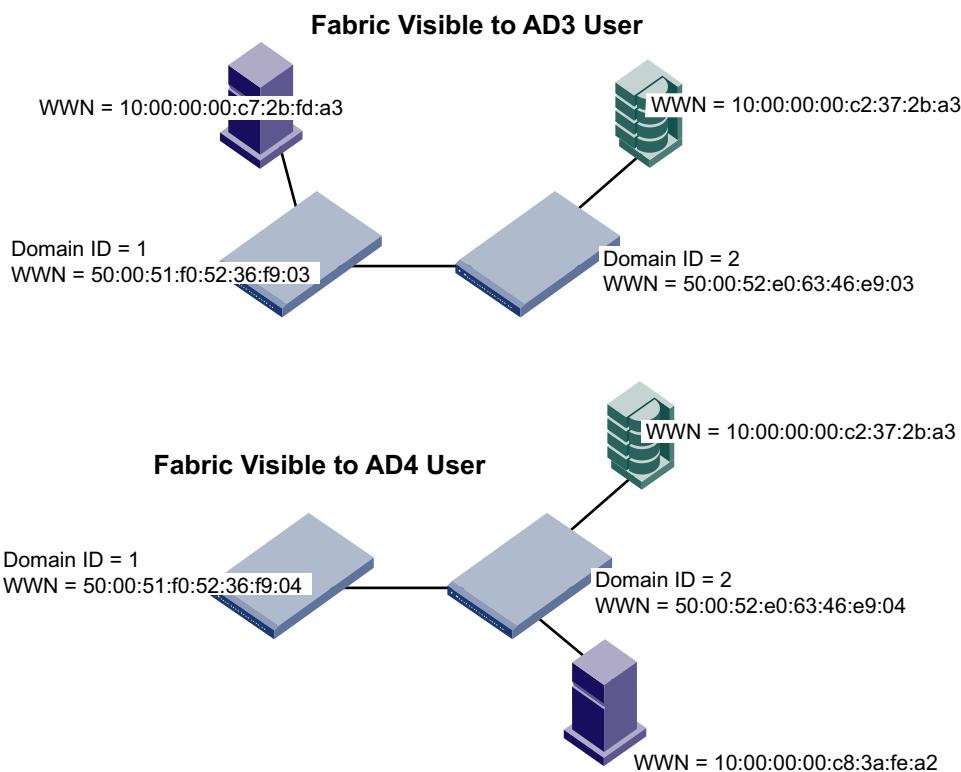 Fabric Visible to AD3 User
WWN = 10:00:00:00:c7:2b:fd:a3
WWN = 10:00:00:00:c2:37:2b:a3
Domain ID = 1
WWN = 50:00:51:f0:52:36:f9:03
Domain ID = 2
WWN = 50:00:52:e0:63:46:e9:03
WWN = 10:00:00:00:c2:37:2b:a3
Fabric Visible to AD4 User
Domain ID = 1
WWN = 50:00:51:f0:52:36:f9:04
Domain ID = 2
WWN = 50:00:52:e0:63:46:e9:04
WWN = 10:00:00:00:c8:3a:fe:a2